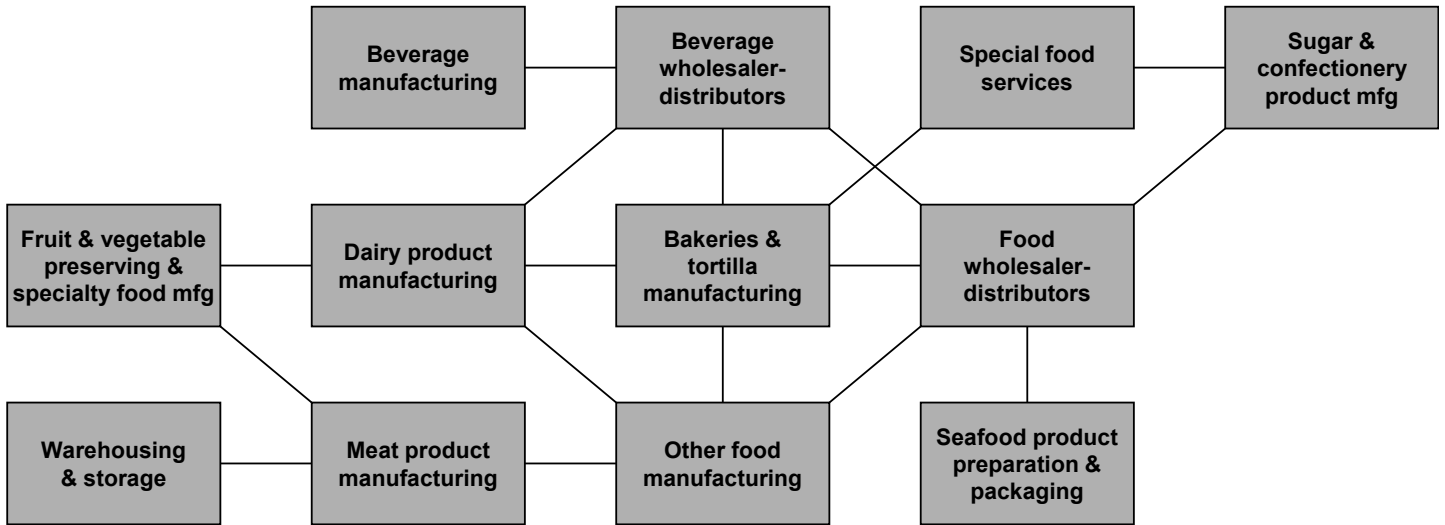 Beverage
manufacturing
Beverage
wholesaler-
distributors
Special food
services
Sugar &
confectionery
product mfg
Fruit & vegetable
preserving &
specialty food mfg
Dairy product
manufacturing
Bakeries &
tortilla
manufacturing
Food
wholesaler-
distributors
Warehousing
& storage
Meat product
manufacturing
Other food
manufacturing
Seafood product
preparation &
packaging